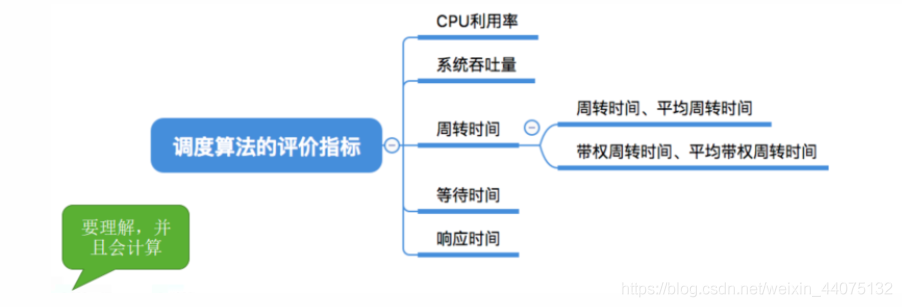 CPU利用率
系统吞吐量
调度算法的评价指标
周转时间
周转时间、平均周转时间
带权周转时间、平均带权周转时间
等待时间
响应时间
要理解，并
且会计算
https://blog.csdn.net/weixin_44075132